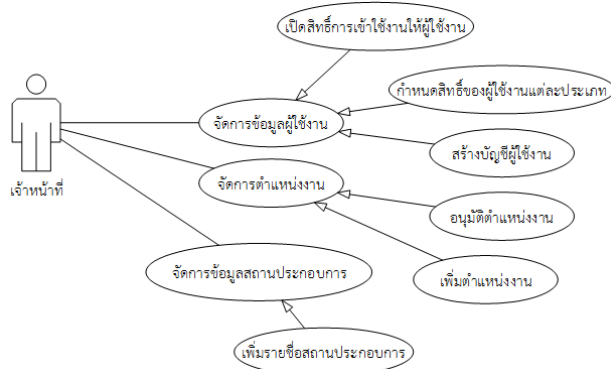 เปิดสิทธิ์การเข้าใช้งานให้ผู้ใช้งาน
กำหนดสิทธิ์ของผู้ใช้งานแต่ละประเภท
จัดการข้อมูลผู้ใช้งาน
สร้างบัญชีผู้ใช้งาน
จัดการตำแหน่งงาน
เจ้าหน้าที่
อนุมัติตำแหน่งงาน
จัดการข้อมูลสถานประกอบการ
เพิ่มตำแหน่งงาน
เพิ่มรายชื่อสถานประกอบการ